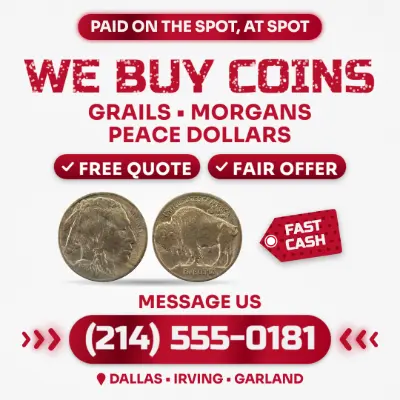 PAID ON THE SPOT, AT SPOT
WE BUY COINS
GRAILS • MORGANS
PEACE DOLLARS
FREE QUOTE
FAIR OFFER
FAST
CASH
MESSAGE US
(214) 555-0181
DALLAS • IRVING • GARLAND